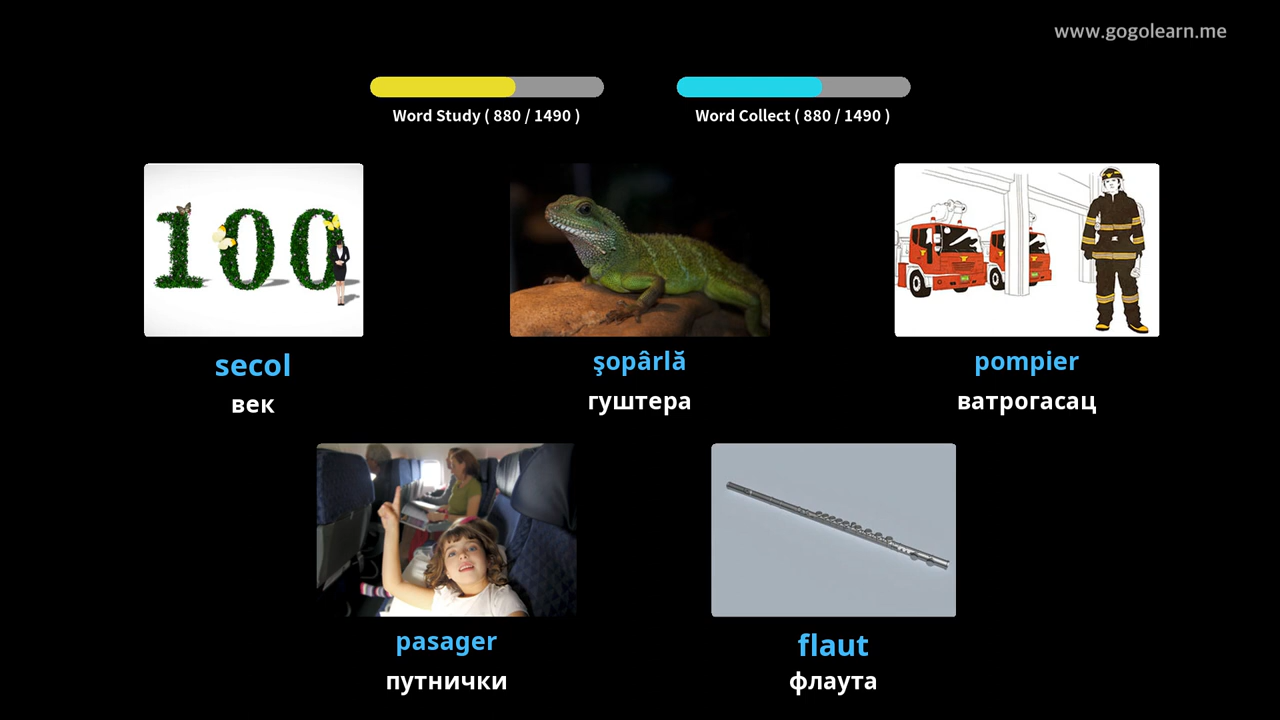 www.gogolearn.me
Word Study ( 880 / 1490 )
Word Collect ( 880 / 1490 )
100
secol
век
şopârlă
гуштера
pompier
ватрогасац
pasager
путнички
flaut
флаута